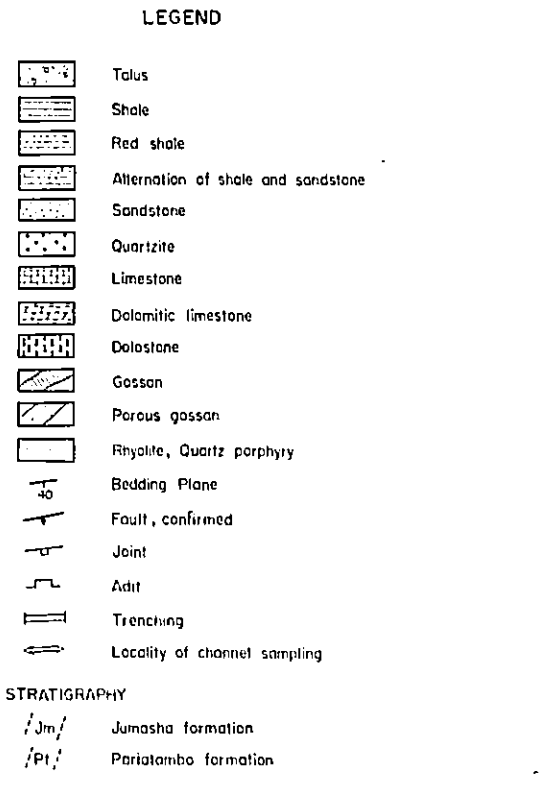 LEGEND
Talus
Shale
Red shale
Alternation of shale and sandstone
Sandstone
Quartzite
Limestone
Dolomitic limestone
Dolostone
Gossan
Porous gossan
Rhyolite, Quartz porphyry
40 Bedding Plane
Fault, confirmed
Joint
Adit
Trenching
Locality of channel sampling
STRATIGRAPHY
/Jm/ Jumasha formation
/Pt/ Pariatambo formation